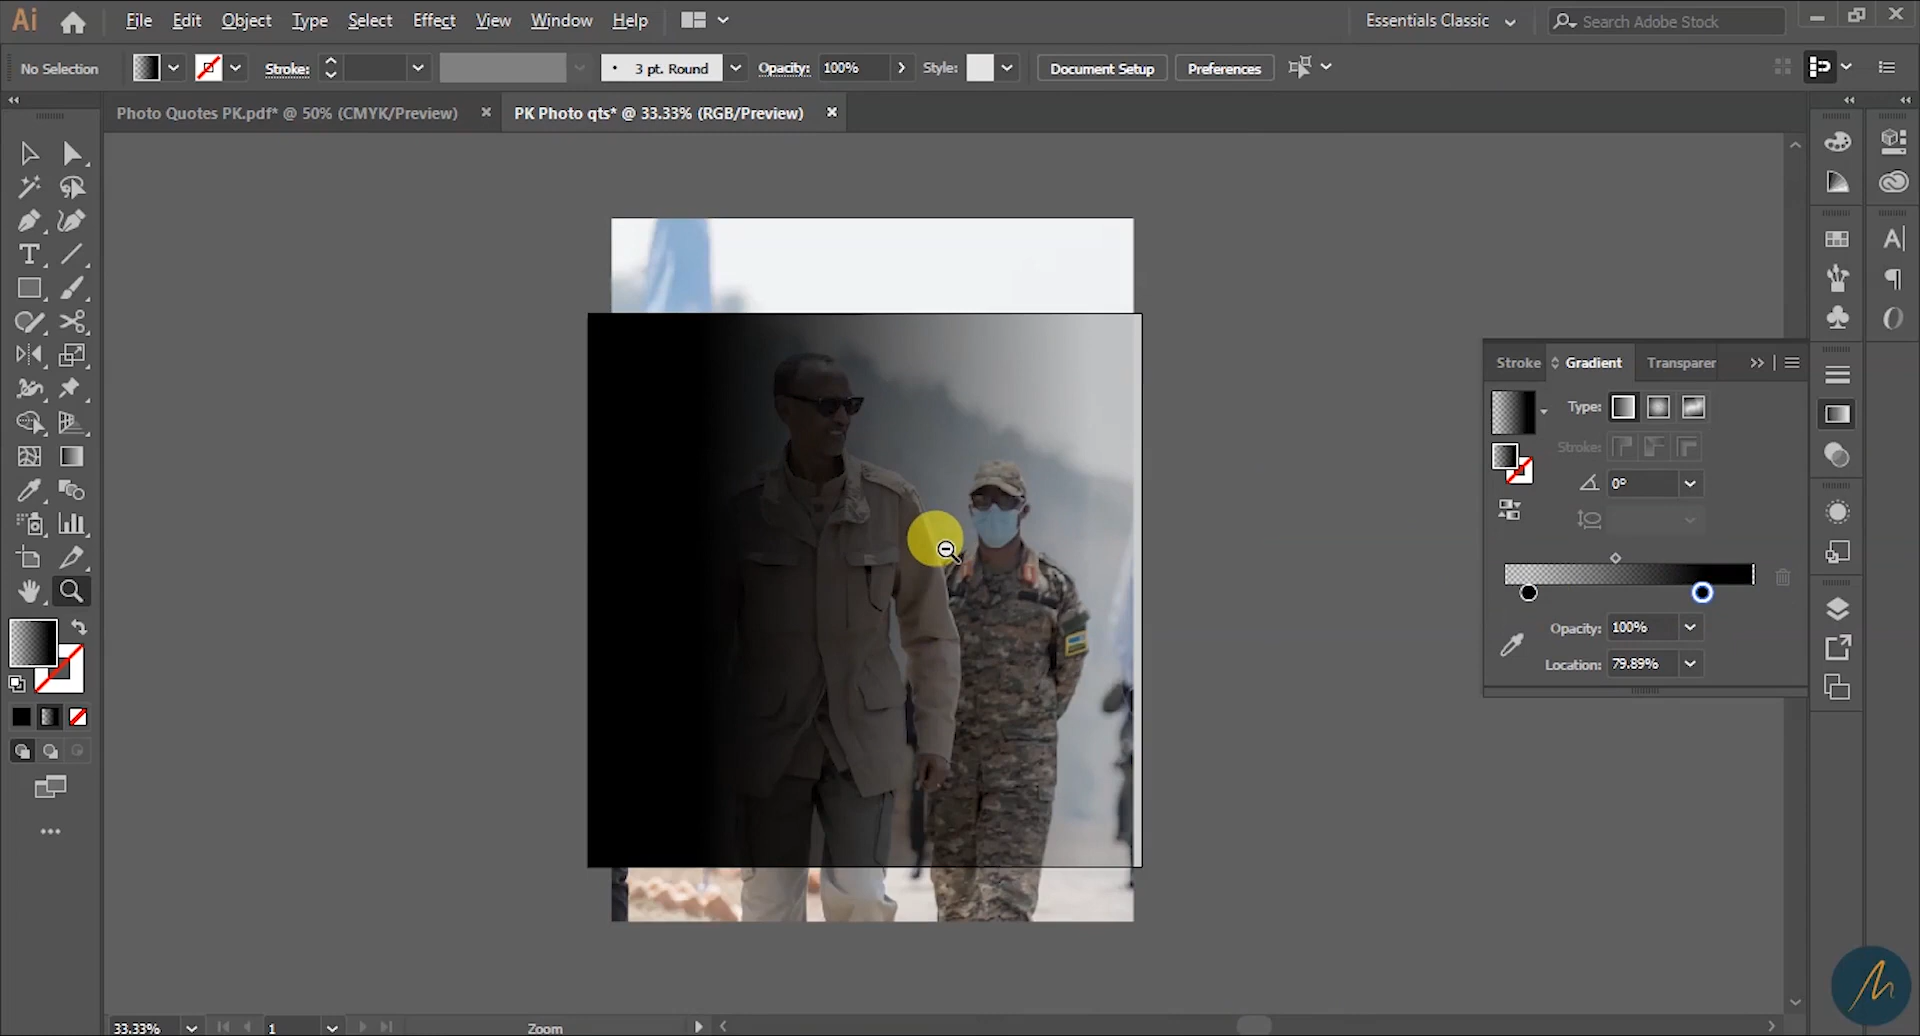 Ai File Edit Object Type Select Effect View Window Help Essentials Classic Search Adobe Stock
No Selection Stroke: 3 pt. Round Opacity: 100% Style: Document Setup Preferences
Photo Quotes PK.pdf* @ 50% (CMYK/Preview) × PK Photo qts* @ 33.33% (RGB/Preview) ×
Stroke Gradient Transparer
Type:
Stroke:
0°
Opacity: 100%
Location: 79.89%
33.33% 1 Zoom